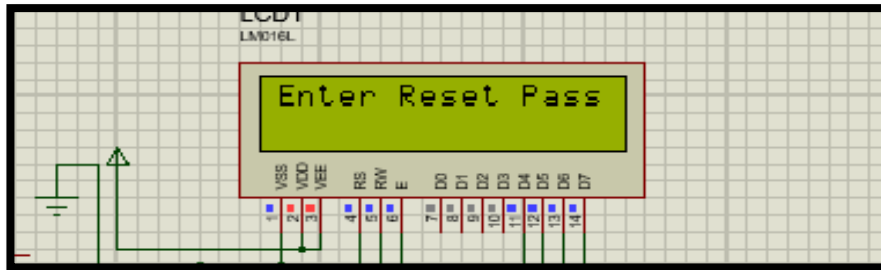 LCD1
LM016L
Enter Reset Pass
VSS VDD VEE RS RW E D0 D1 D2 D3 D4 D5 D6 D7
1 2 3 4 5 6 7 8 9 10 11 12 13 14